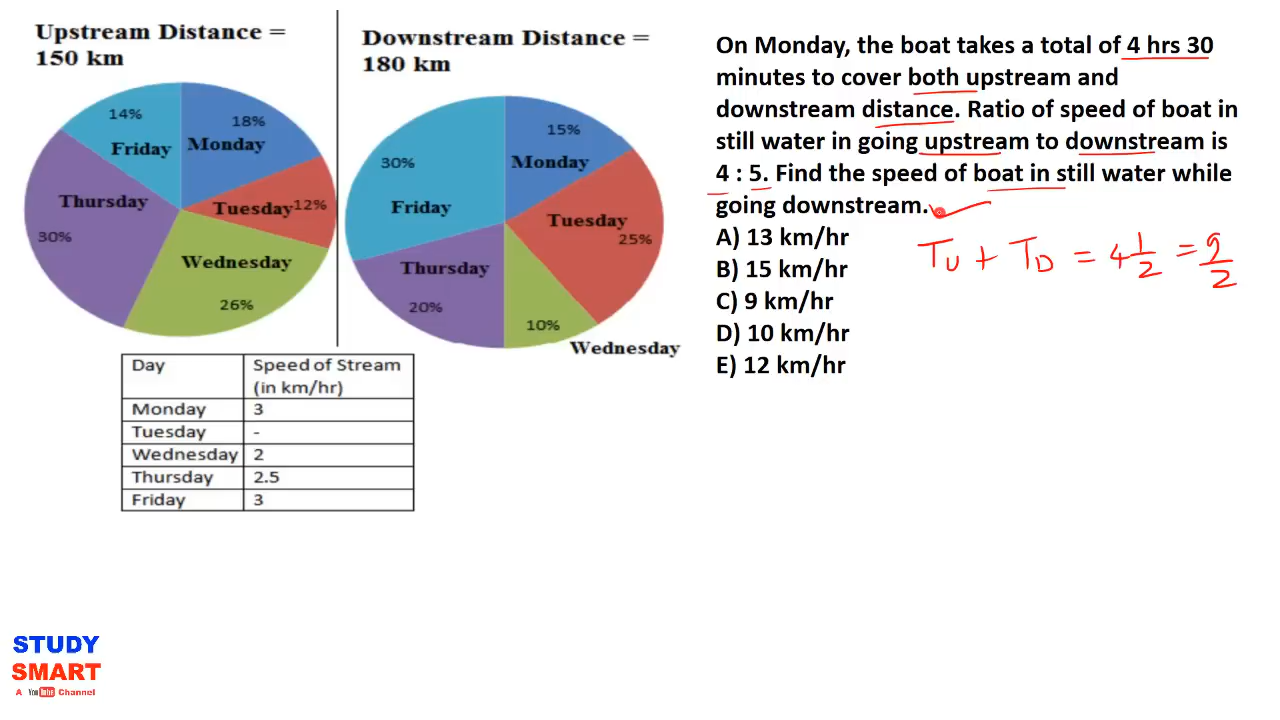 Upstream Distance =
150 km
14%
18%
Friday
Monday
Thursday
Tuesday 12%
30%
Wednesday
26%
Downstream Distance =
180 km
15%
30%
Monday
Friday
Tuesday
25%
Thursday
20%
10%
Wednesday
Day Speed of Stream
(in km/hr)
Monday 3
Tuesday -
Wednesday 2
Thursday 2.5
Friday 3
On Monday, the boat takes a total of 4 hrs 30
minutes to cover both upstream and
downstream distance. Ratio of speed of boat in
still water in going upstream to downstream is
4 : 5. Find the speed of boat in still water while
going downstream.
A) 13 km/hr
B) 15 km/hr
C) 9 km/hr
D) 10 km/hr
E) 12 km/hr
TU + TD = 4 1/2 = 9/2
STUDY
SMART
A YouTube Channel